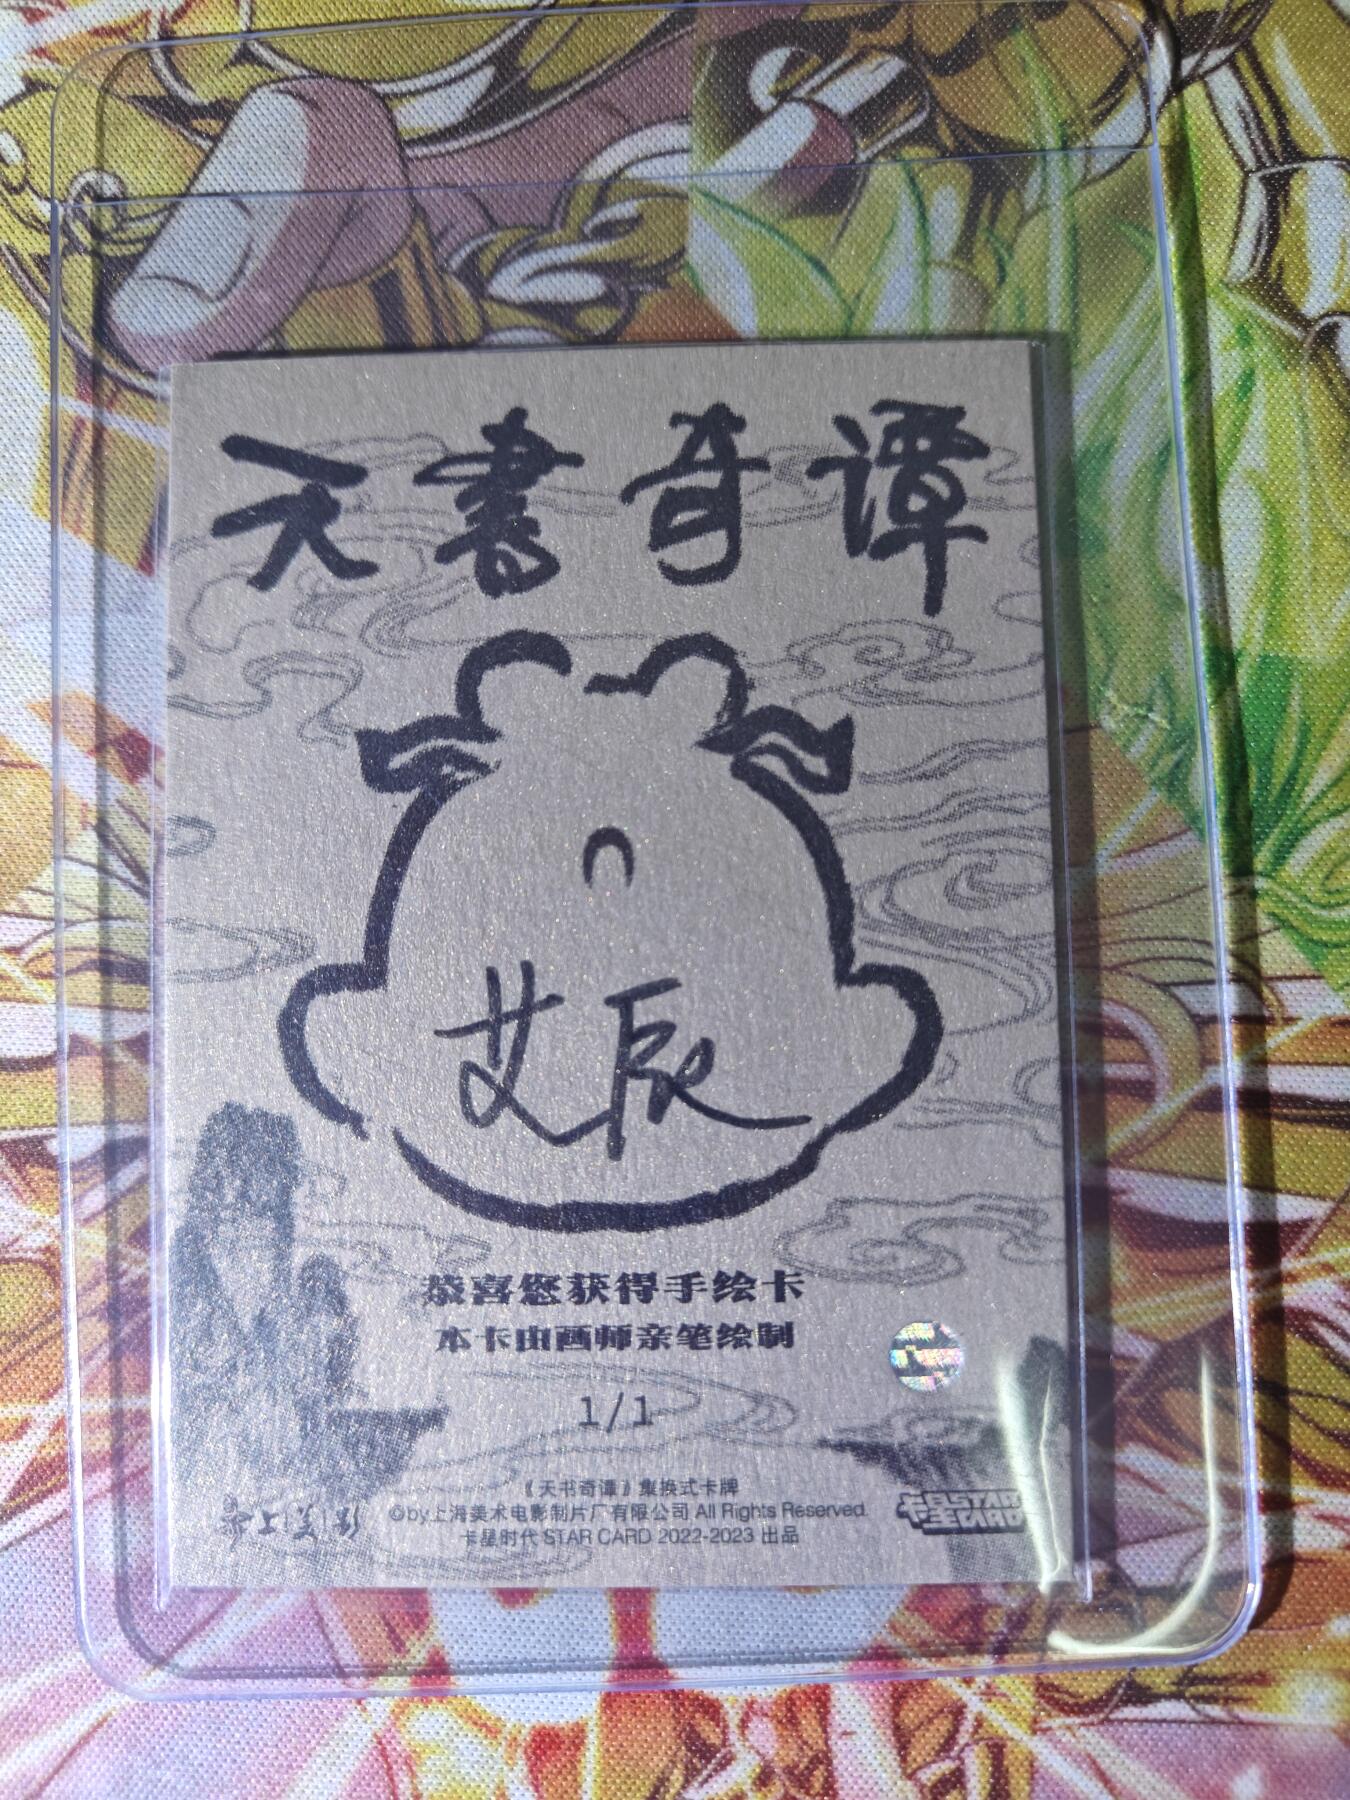 天書奇谭
艾辰
恭喜您获得手绘卡
本卡由画师亲笔绘制
1/1
《天书奇谭》集换式卡牌
©by上海美术电影制片厂有限公司 All Rights Reserved.
卡星时代 STAR CARD 2022-2023 出品